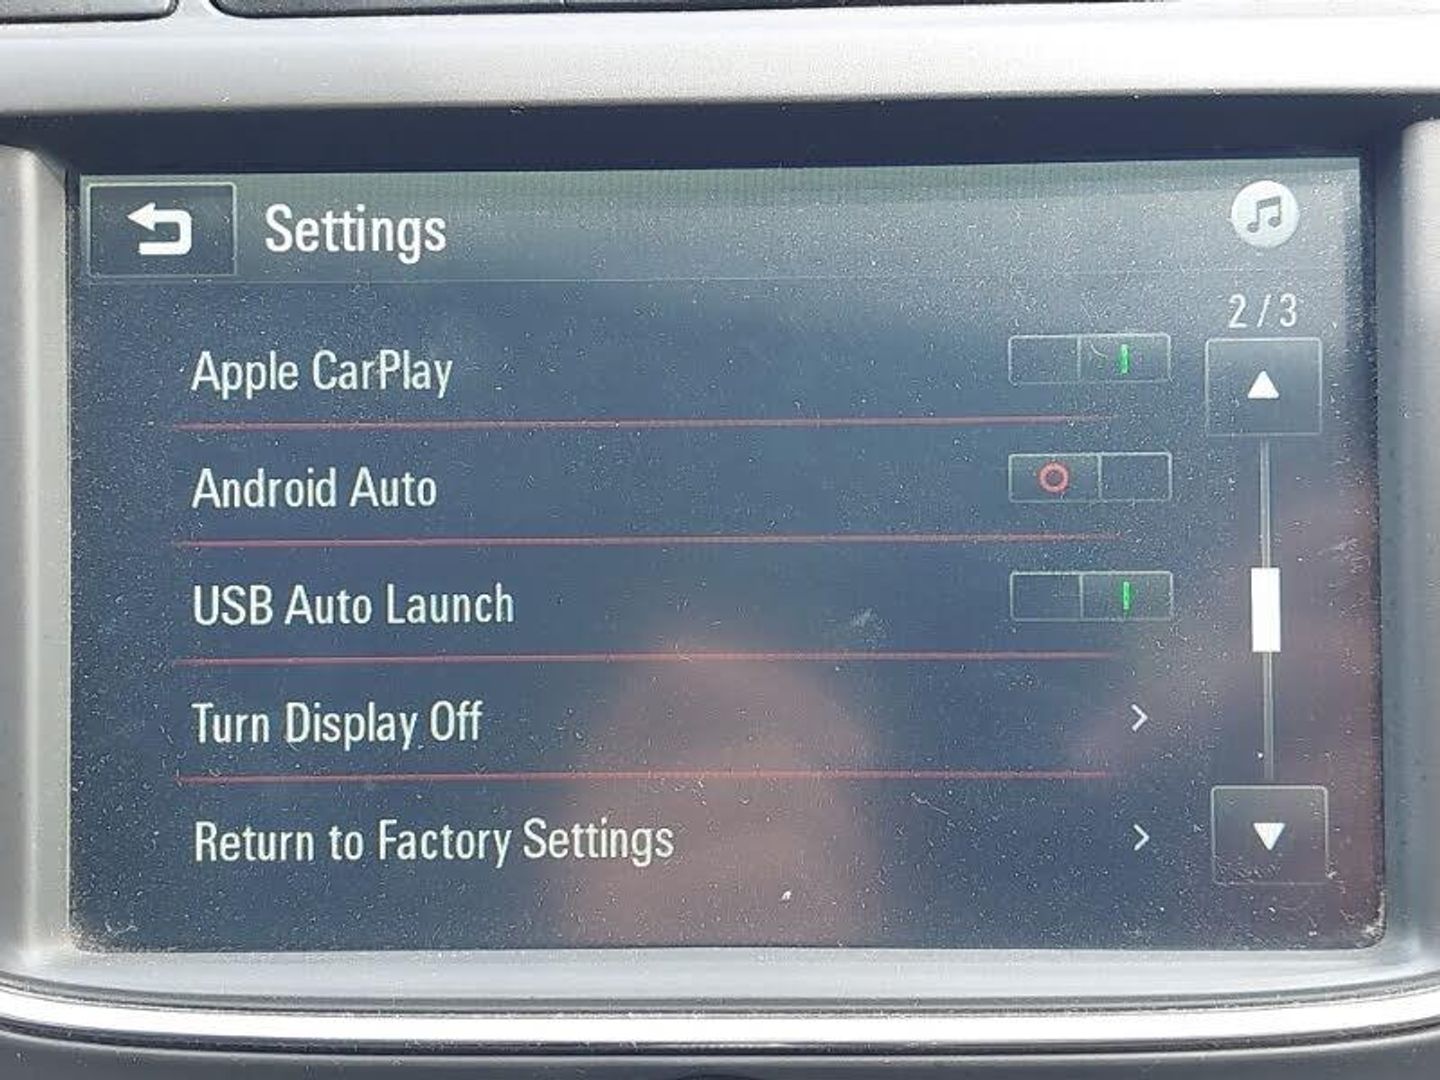 Settings
2/3
Apple CarPlay
Android Auto
USB Auto Launch
Turn Display Off
Return to Factory Settings